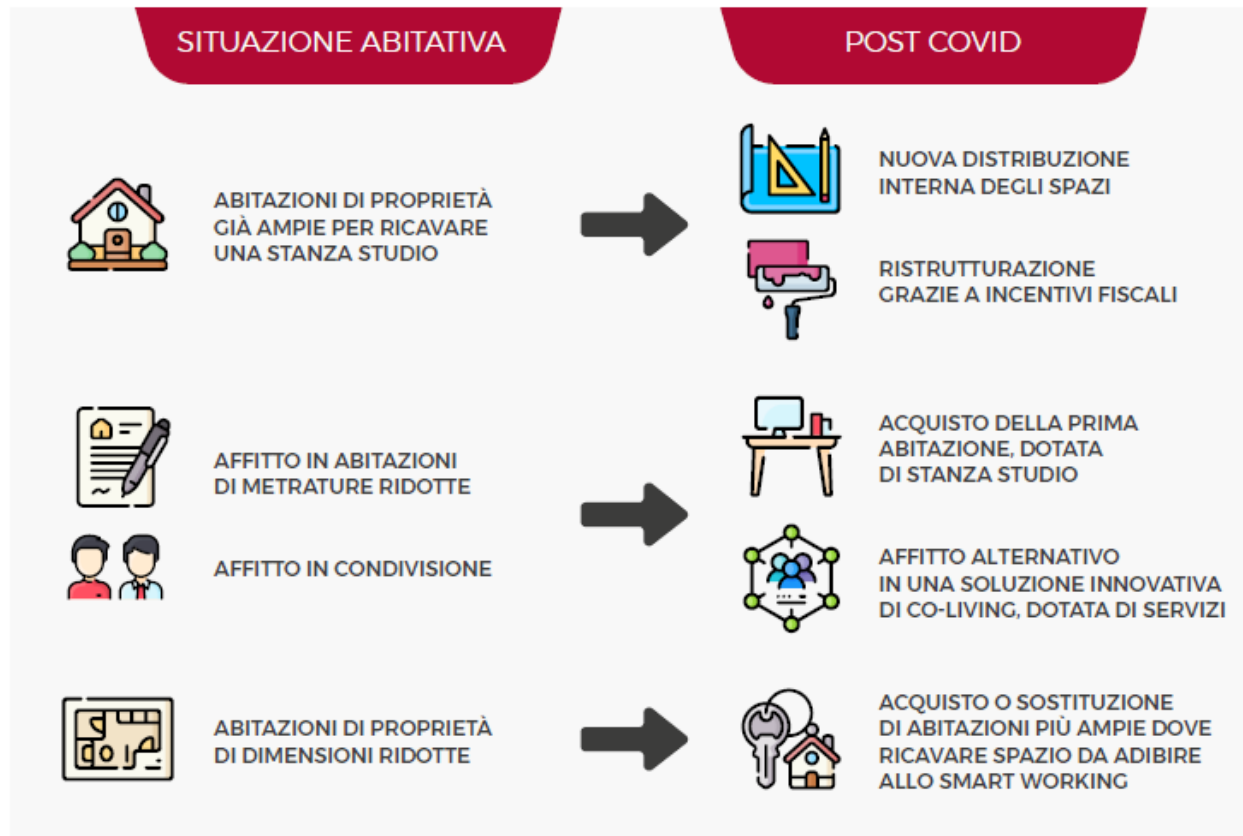 SITUAZIONE ABITATIVA
POST COVID
ABITAZIONI DI PROPRIETÀ
GIÀ AMPIE PER RICAVARE
UNA STANZA STUDIO
NUOVA DISTRIBUZIONE
INTERNA DEGLI SPAZI
RISTRUTTURAZIONE
GRAZIE A INCENTIVI FISCALI
AFFITTO IN ABITAZIONI
DI METRATURE RIDOTTE
AFFITTO IN CONDIVISIONE
ACQUISTO DELLA PRIMA
ABITAZIONE, DOTATA
DI STANZA STUDIO
AFFITTO ALTERNATIVO
IN UNA SOLUZIONE INNOVATIVA
DI CO-LIVING, DOTATA DI SERVIZI
ABITAZIONI DI PROPRIETÀ
DI DIMENSIONI RIDOTTE
ACQUISTO O SOSTITUZIONE
DI ABITAZIONI PIÙ AMPIE DOVE
RICAVARE SPAZIO DA ADIBIRE
ALLO SMART WORKING